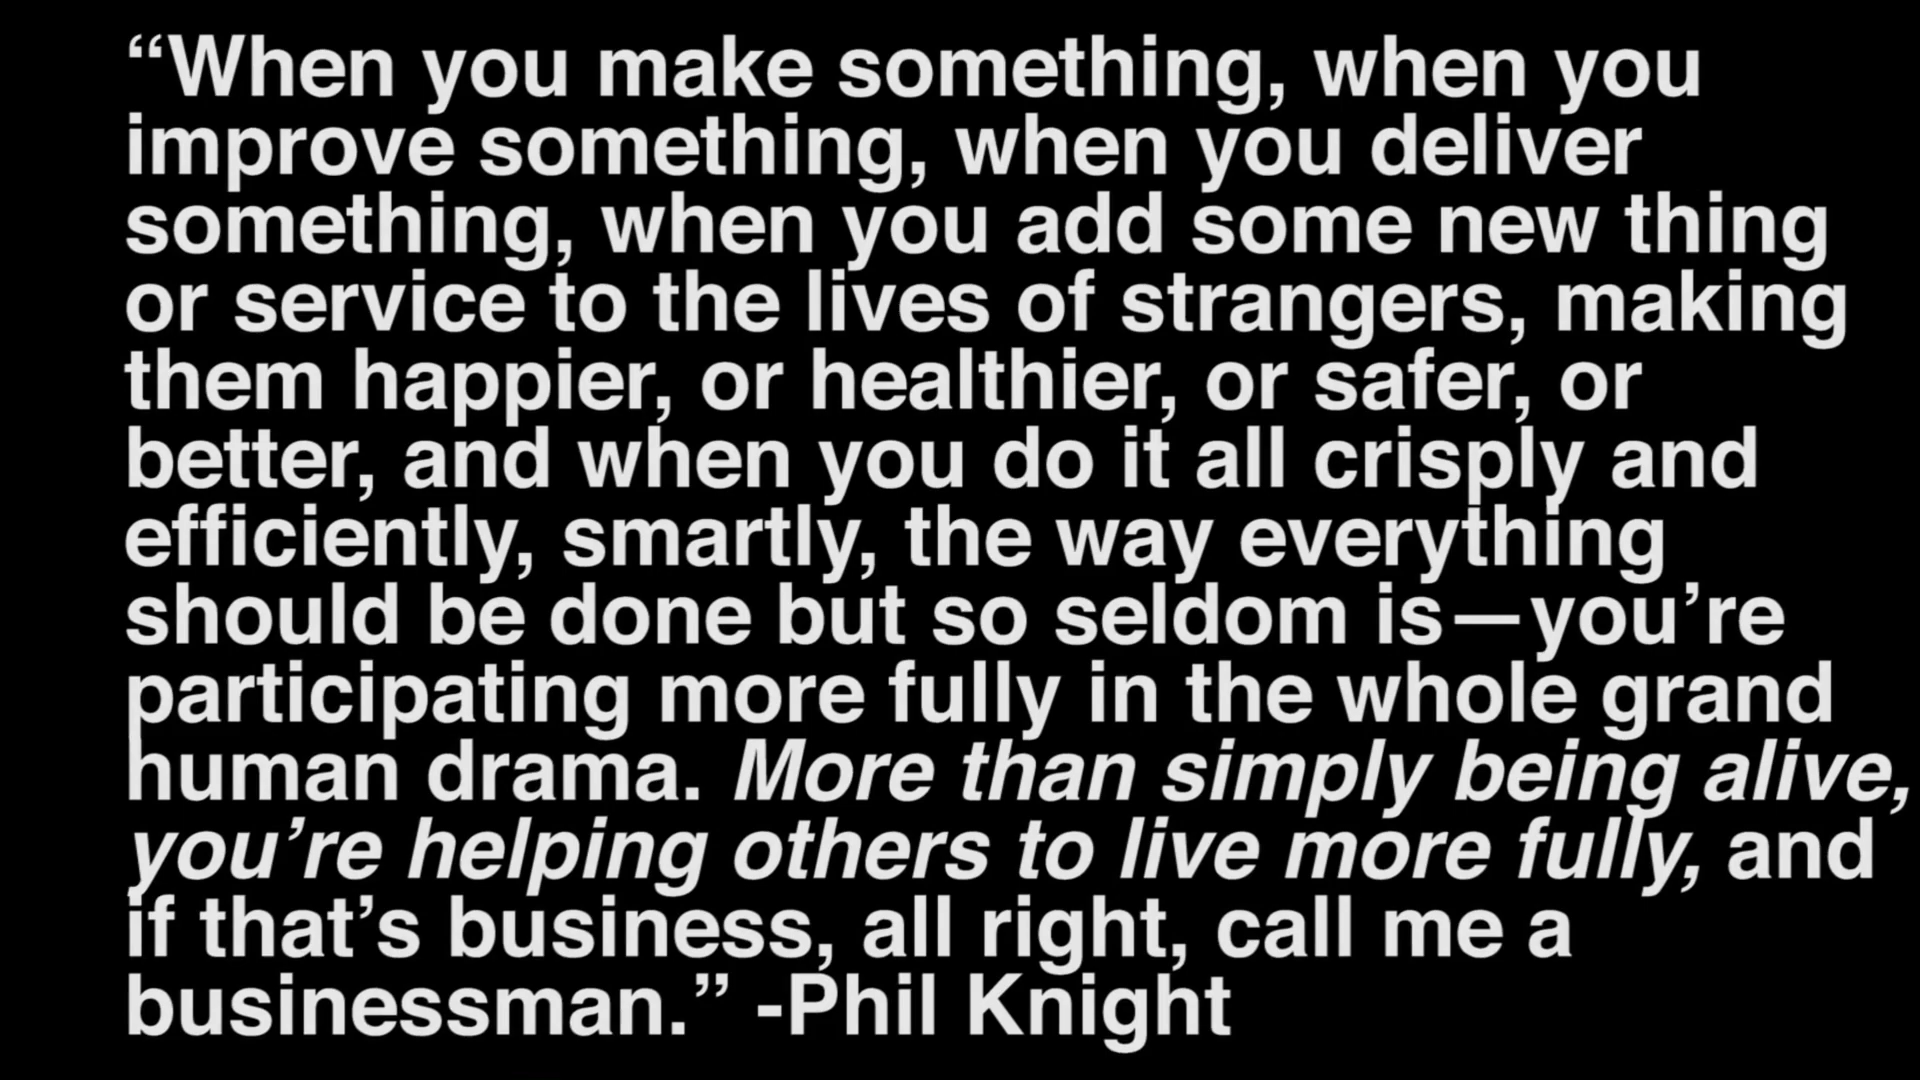 “When you make something, when you
improve something, when you deliver
something, when you add some new thing
or service to the lives of strangers, making
them happier, or healthier, or safer, or
better, and when you do it all crisply and
efficiently, smartly, the way everything
should be done but so seldom is—you’re
participating more fully in the whole grand
human drama. More than simply being alive,
you’re helping others to live more fully, and
if that’s business, all right, call me a
businessman.” -Phil Knight